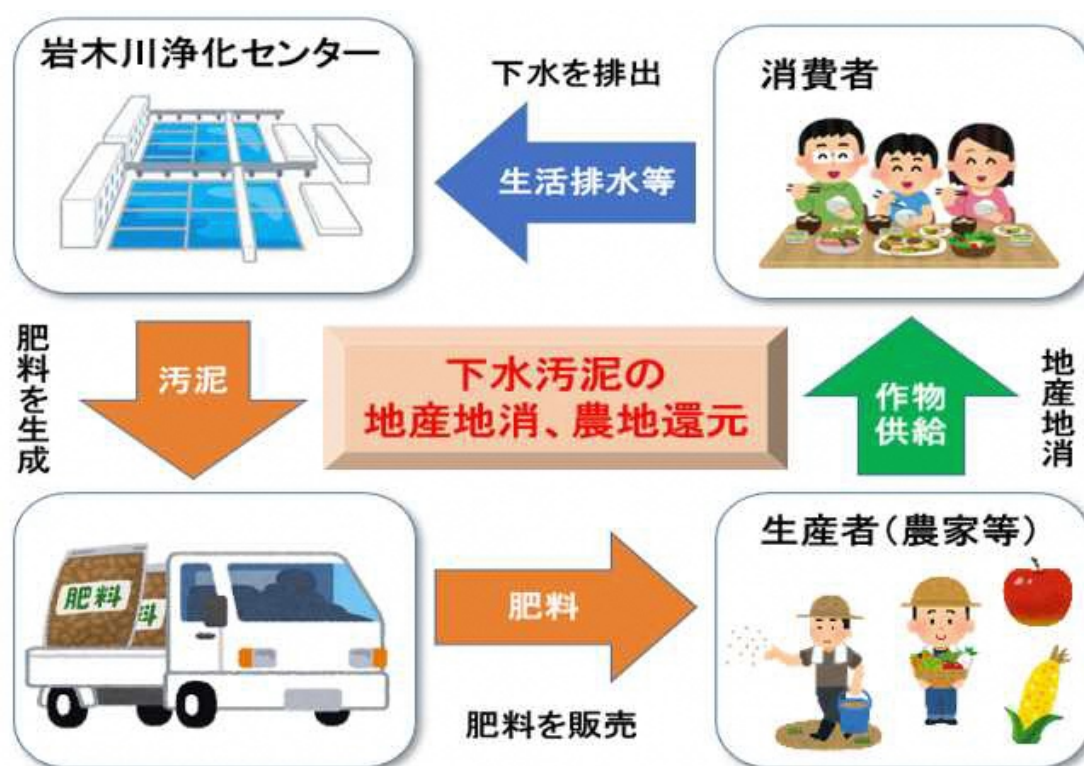 岩木川浄化センター
下水を排出
生活排水等
消費者
肥料を生成
汚泥
下水汚泥の
地産地消、農地還元
作物
供給
地産地消
肥料
料
肥料
肥料を販売
生産者(農家等)